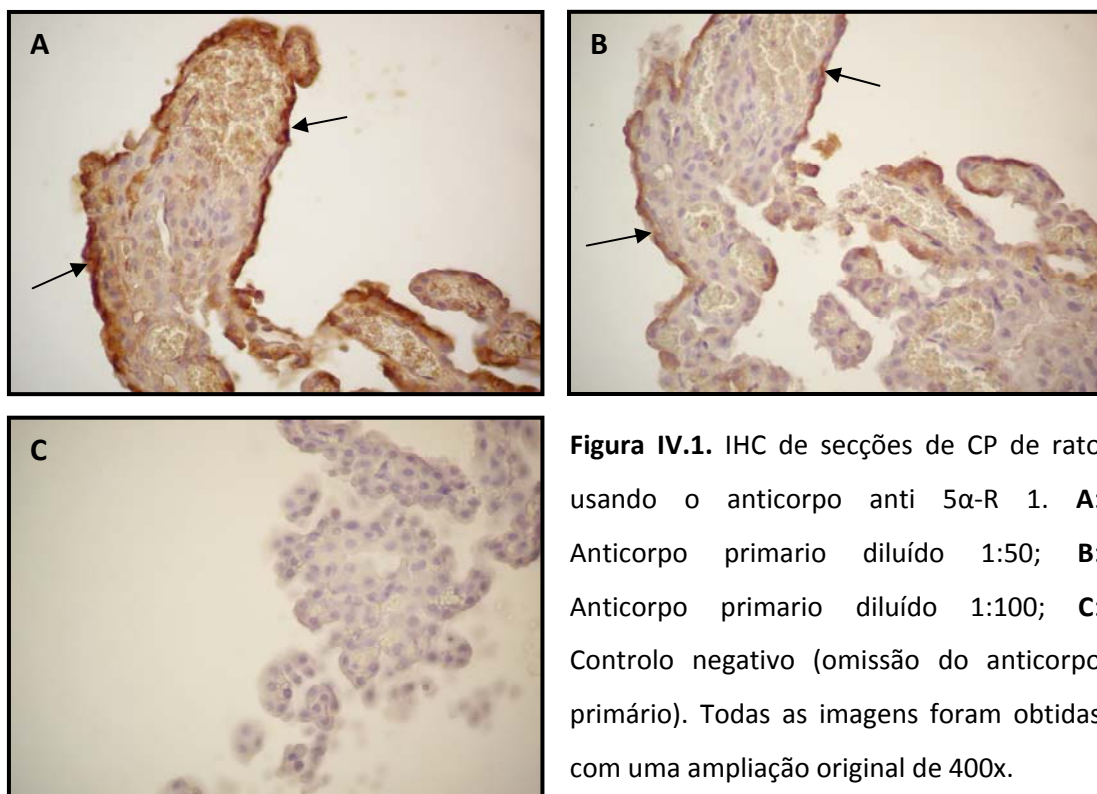 A
B
C
Figura IV.1. IHC de secções de CP de rato
usando o anticorpo anti 5α-R 1. A:
Anticorpo primario diluído 1:50; B:
Anticorpo primario diluído 1:100; C:
Controlo negativo (omissão do anticorpo
primário). Todas as imagens foram obtidas
com uma ampliação original de 400x.